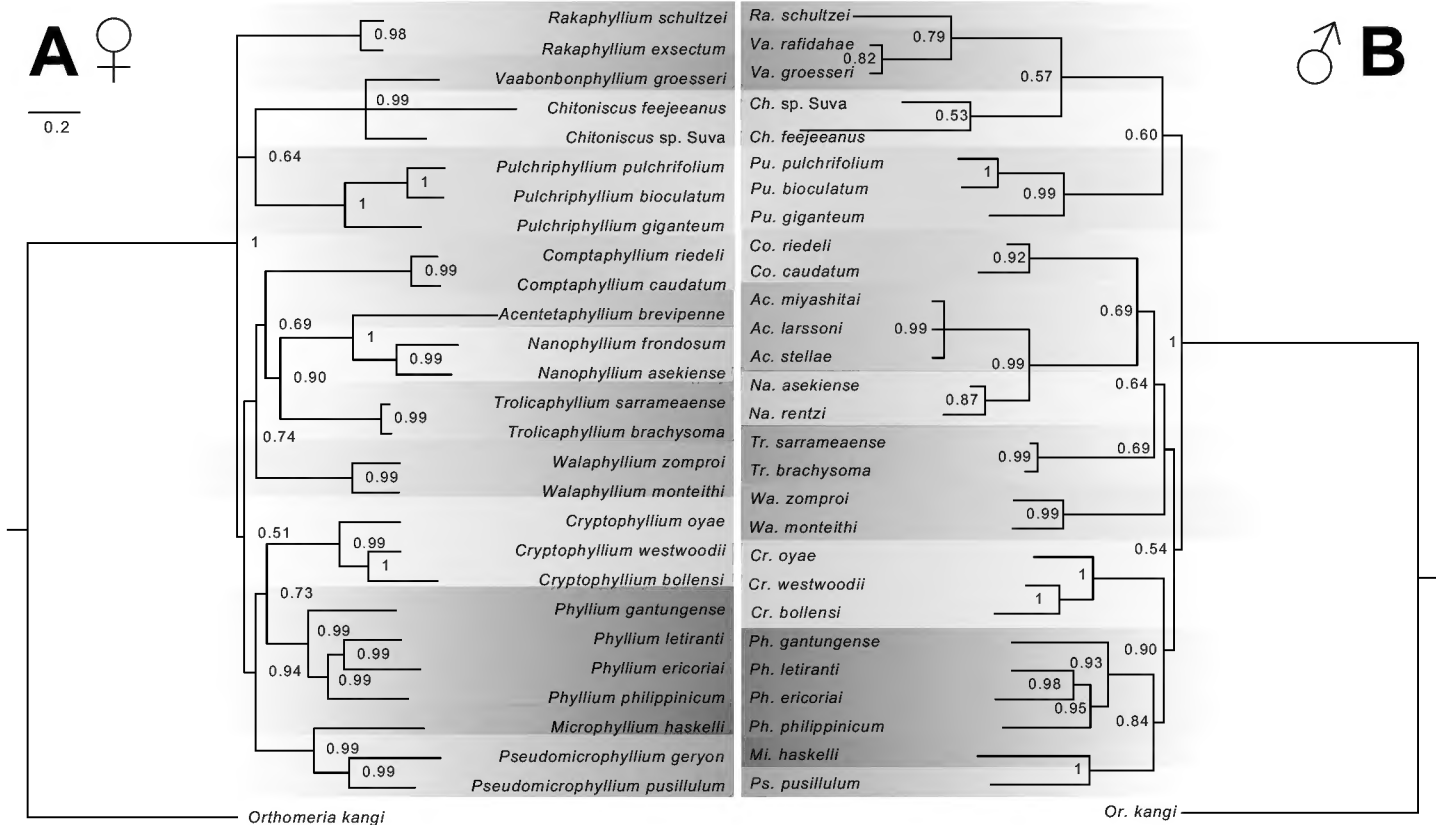 A ♀
0.2
Rakaphyllium schultzei
0.98
Rakaphyllium exsectum
Vaabonbonphyllium groesseri
0.99
Chitoniscus feejeeanus
Chitoniscus sp. Suva
0.64
Pulchriphyllium pulchrifolium
1
Pulchriphyllium bioculatum
1
Pulchriphyllium giganteum
1
Comptaphyllium riedeli
0.99
Comptaphyllium caudatum
0.69
Acentetaphyllium brevipenne
1
Nanophyllium frondosum
0.99
Nanophyllium asekiense
0.90
Trolicaphyllium sarrameaense
0.99
Trolicaphyllium brachysoma
0.74
Walaphyllium zomproi
0.99
Walaphyllium monteithi
0.51
Cryptophyllium oyae
0.99
Cryptophyllium westwoodii
1
Cryptophyllium bollensi
0.73
Phyllium gantungense
0.99
Phyllium letiranti
0.99
Phyllium ericoriai
0.94
0.99
Phyllium philippinicum
Microphyllium haskelli
0.99
Pseudomicrophyllium geryon
0.99
Pseudomicrophyllium pusillulum
Orthomeria kangi
♂ B
Ra. schultzei
0.79
Va. rafidahae
0.82
Va. groesseri
0.57
Ch. sp. Suva
0.53
Ch. feejeeanus
0.60
Pu. pulchrifolium
1
Pu. bioculatum
0.99
Pu. giganteum
Co. riedeli
0.92
Co. caudatum
Ac. miyashitai
0.69
Ac. larssoni
0.99
1
Ac. stellae
0.99
Na. asekiense
0.64
0.87
Na. rentzi
Tr. sarrameaense
0.69
0.99
Tr. brachysoma
Wa. zomproi
0.99
Wa. monteithi
0.54
Cr. oyae
1
Cr. westwoodii
1
Cr. bollensi
Ph. gantungense
0.90
0.93
Ph. letiranti
0.98
Ph. ericoriai
0.95
0.84
Ph. philippinicum
Mi. haskelli
1
Ps. pusillulum
Or. kangi